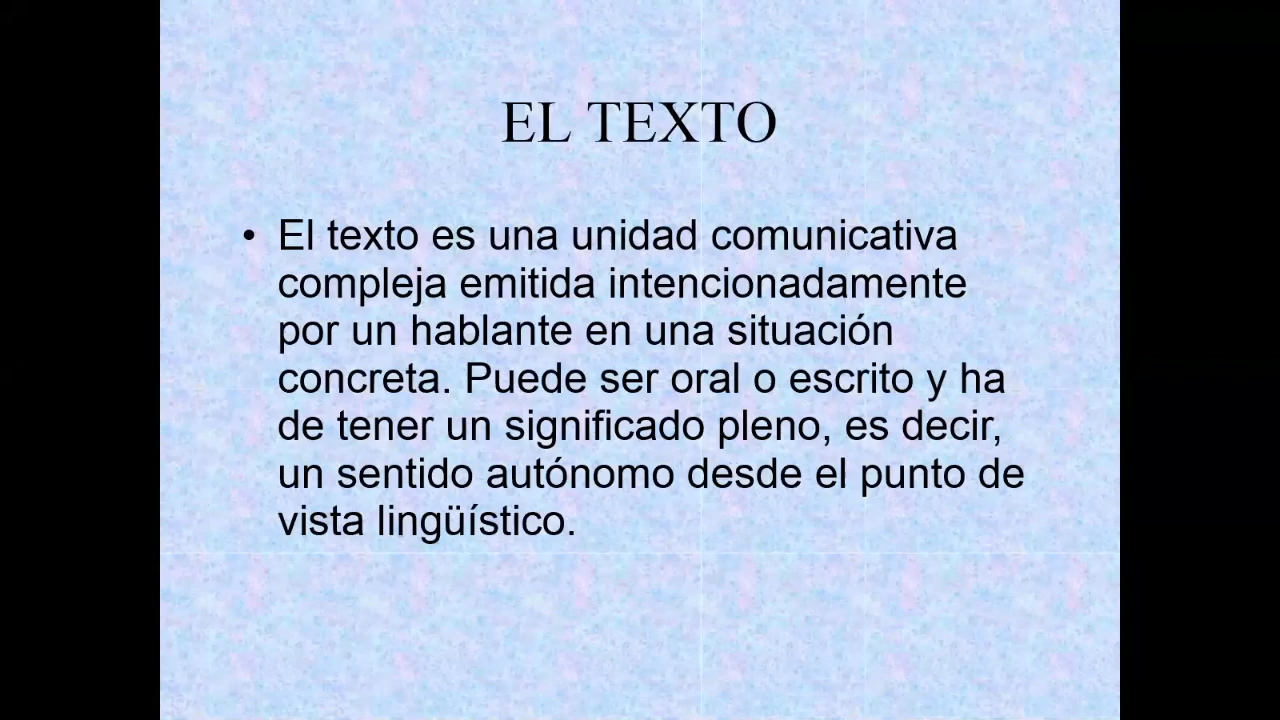 EL TEXTO
• El texto es una unidad comunicativa
compleja emitida intencionadamente
por un hablante en una situación
concreta. Puede ser oral o escrito y ha
de tener un significado pleno, es decir,
un sentido autónomo desde el punto de
vista lingüístico.